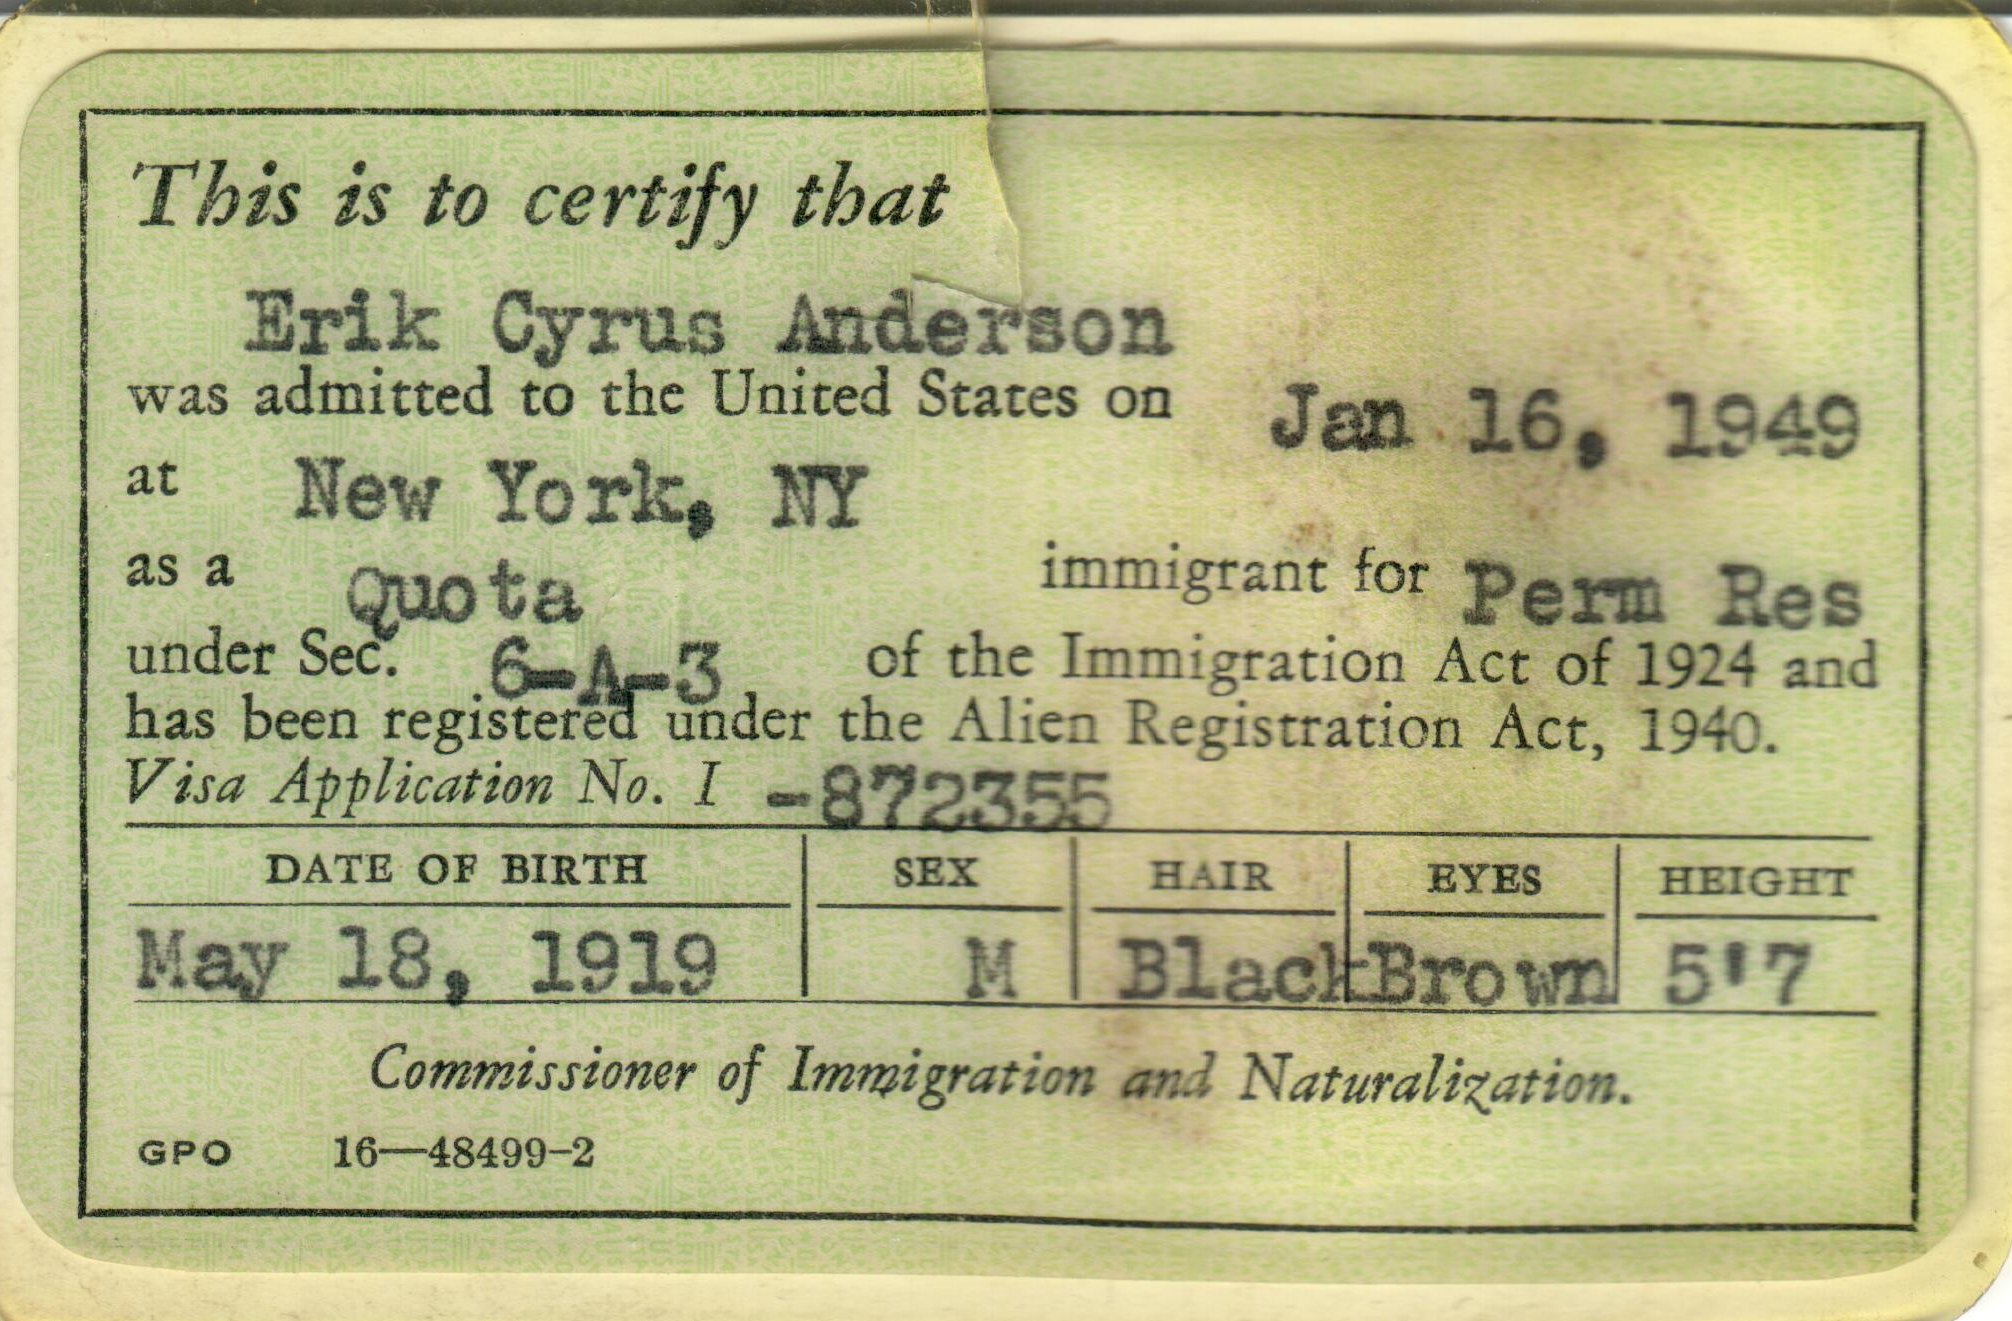 This is to certify that
Erik Cyrus Anderson
was admitted to the United States on Jan 16, 1949
at New York, NY
as a Quota immigrant for Perm Res
under Sec. 6-A-3 of the Immigration Act of 1924 and
has been registered under the Alien Registration Act, 1940.
Visa Application No. I -872355
DATE OF BIRTH SEX HAIR EYES HEIGHT
May 18, 1919 M Black Brown 5'7
Commissioner of Immigration and Naturalization.
GPO 16—48499-2